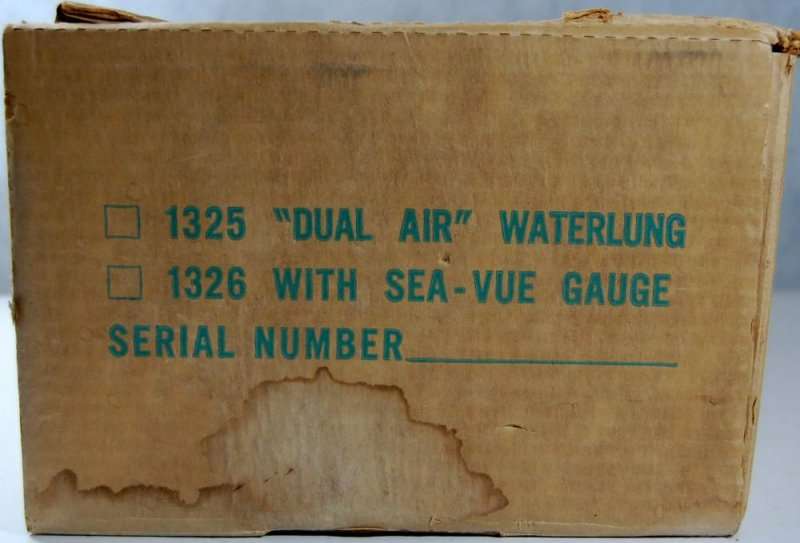 1325 "DUAL AIR" WATERLUNG
1326 WITH SEA-VUE GAUGE
SERIAL NUMBER